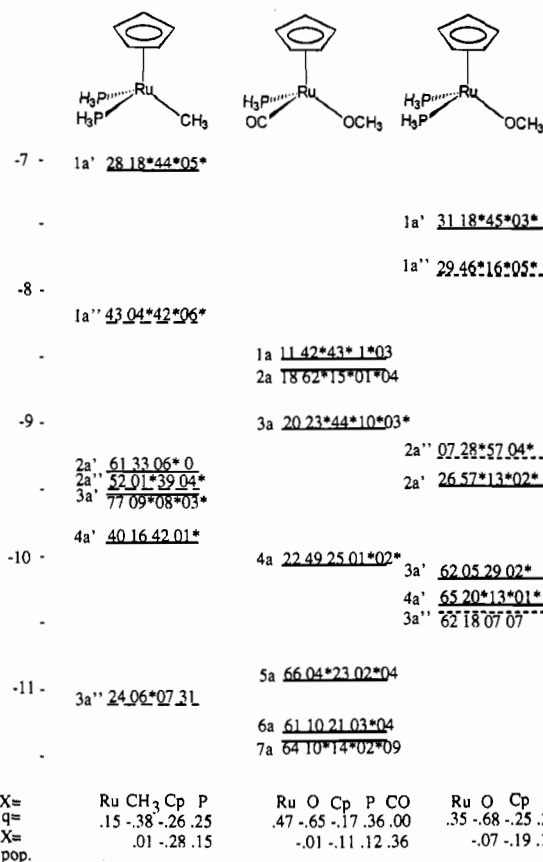 Ru
H₃P
H₃P
CH₃
Ru
H₃P
OC
OCH₃
Ru
H₃P
H₃P
OCH₃
-7 -
1a' 28 18*44*05*
-
1a' 31 18*45*03*
1a'' 29 46*16*05*
-8 -
1a'' 43 04*42*06*
-
1a 11 42*43* 1*03
2a 18 62*15*01*04
-9 -
3a 20 23*44*10*03*
2a'' 07 28*57 04*
2a' 61 33 06* 0
2a'' 52 01*39 04*
3a' 77 09*08*03*
2a' 26 57*13*02*
-
4a' 40 16 42 01*
-10 -
4a 22 49 25 01*02*
3a' 62 05 29 02*
4a' 65 20*13*01*
3a'' 62 18 07 07
-
5a 66 04*23 02*04
-11 -
3a'' 24 06*07 31
6a 61 10 21 03*04
7a 64 10*14*02*09
-
X= Ru CH₃ Cp P Ru O Cp P CO Ru O Cp
q= .15 -.38 -.26 .25 .47 -.65 -.17 .36 .00 .35 -.68 -.25
X= .01 -.28 .15 -.01 -.11 .12 .36 -.07 -.19
pop.